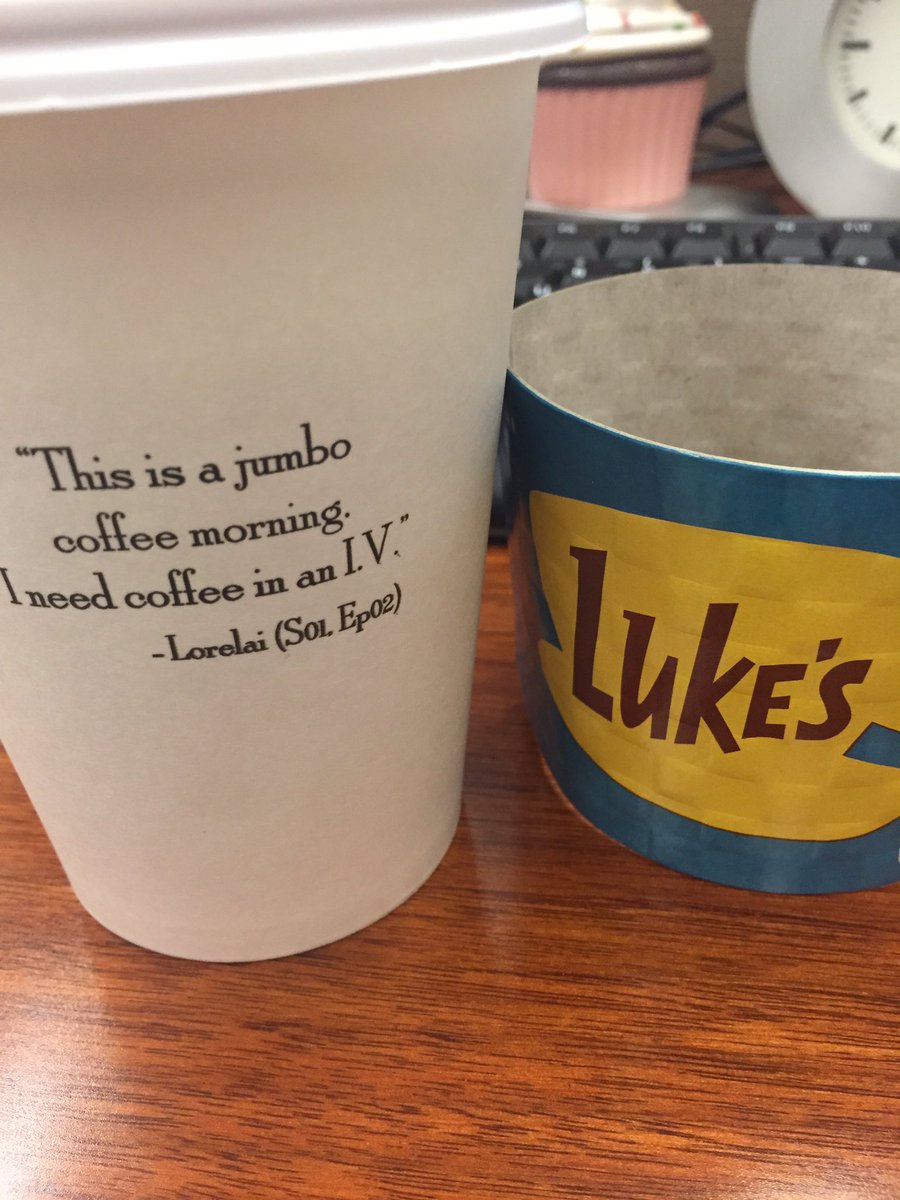 “This is a jumbo
coffee morning.
I need coffee in an I.V.”
-Lorelai (S01, Ep02)
LUKE'S